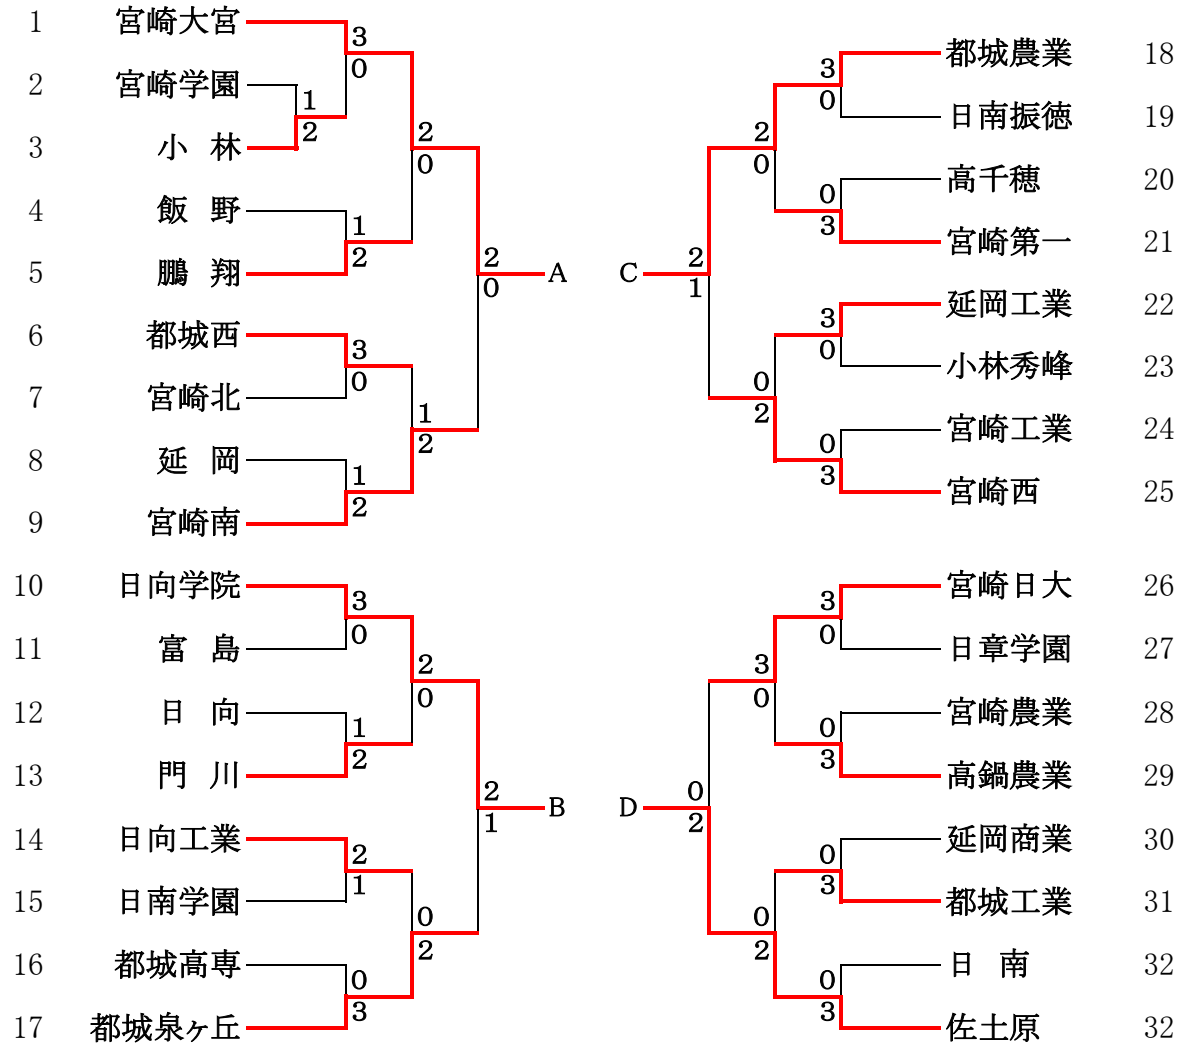 1 宮崎大宮
2 宮崎学園
3 小 林
4 飯 野
5 鵬 翔
6 都城西
7 宮崎北
8 延 岡
9 宮崎南
3
0
1
2
2
0
1
2
2
0
A
3
0
1
2
1
2
10 日向学院
11 富 島
12 日 向
13 門 川
14 日向工業
15 日南学園
16 都城高専
17 都城泉ヶ丘
3
0
2
0
1
2
2
1
B
2
1
0
2
0
3
都城農業 18
日南振徳 19
高千穂 20
宮崎第一 21
延岡工業 22
小林秀峰 23
宮崎工業 24
宮崎西 25
3
0
2
0
0
3
C
2
1
3
0
0
2
0
3
宮崎日大 26
日章学園 27
宮崎農業 28
高鍋農業 29
延岡商業 30
都城工業 31
日 南 32
佐土原 32
3
0
3
0
0
3
D
0
2
0
3
0
2
0
3